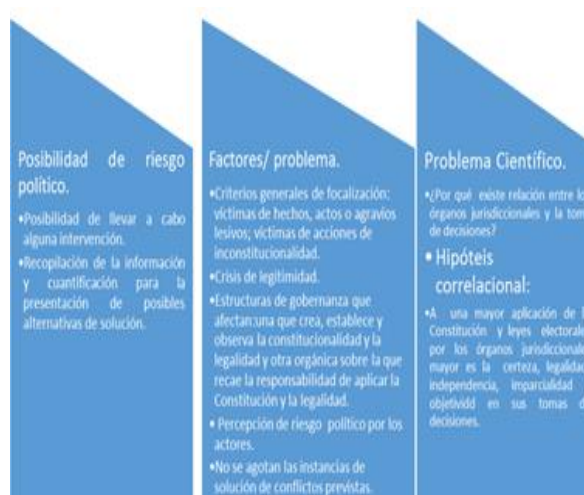 Posibilidad de riesgo
político.
•Posibilidad de llevar a cabo
alguna intervención.
•Recopilación de la información
y cuantificación para la
presentación de posibles
alternativas de solución.
Factores/ problema.
•Criterios generales de focalización:
víctimas de hechos, actos o agravios
lesivos; víctimas de acciones de
inconstitucionalidad.
•Crisis de legitimidad.
•Estructuras de gobernanza que
afectan:una que crea, establece y
observa la constitucionalidad y la
legalidad y otra orgánica sobre la que
recae la responsabilidad de aplicar la
Constitución y la legalidad.
• Percepción de riesgo político por los
actores.
•No se agotan las instancias de
solución de conflictos previstas.
Problema Científico.
•¿Por qué existe relación entre lo
órganos jurisdiccionales y la tom
de decisiones?
• Hipóteis
correlacional:
•A una mayor aplicación de l
Constitución y leyes electorale
por los órganos jurisdiccionale
mayor es la certeza, legalidad
independencia, imparcialidad
objetividd en sus tomas d
decisiones.